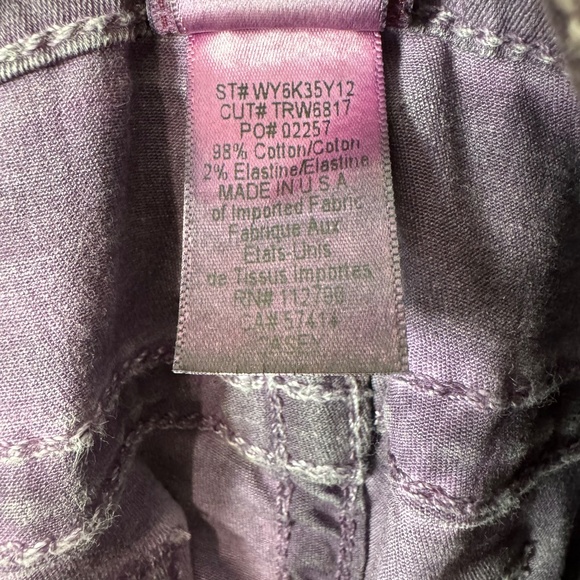 ST# WY6K35Y12
CUT# TRW6817
PO# 02257
98% Cotton/Coton
2% Elastine/Elastine
MADE IN U.S.A
of Imported Fabric
Fabrique Aux
Etats-Unis
de Tissus Importes
RN# 112790
CA# 57414
CASEY